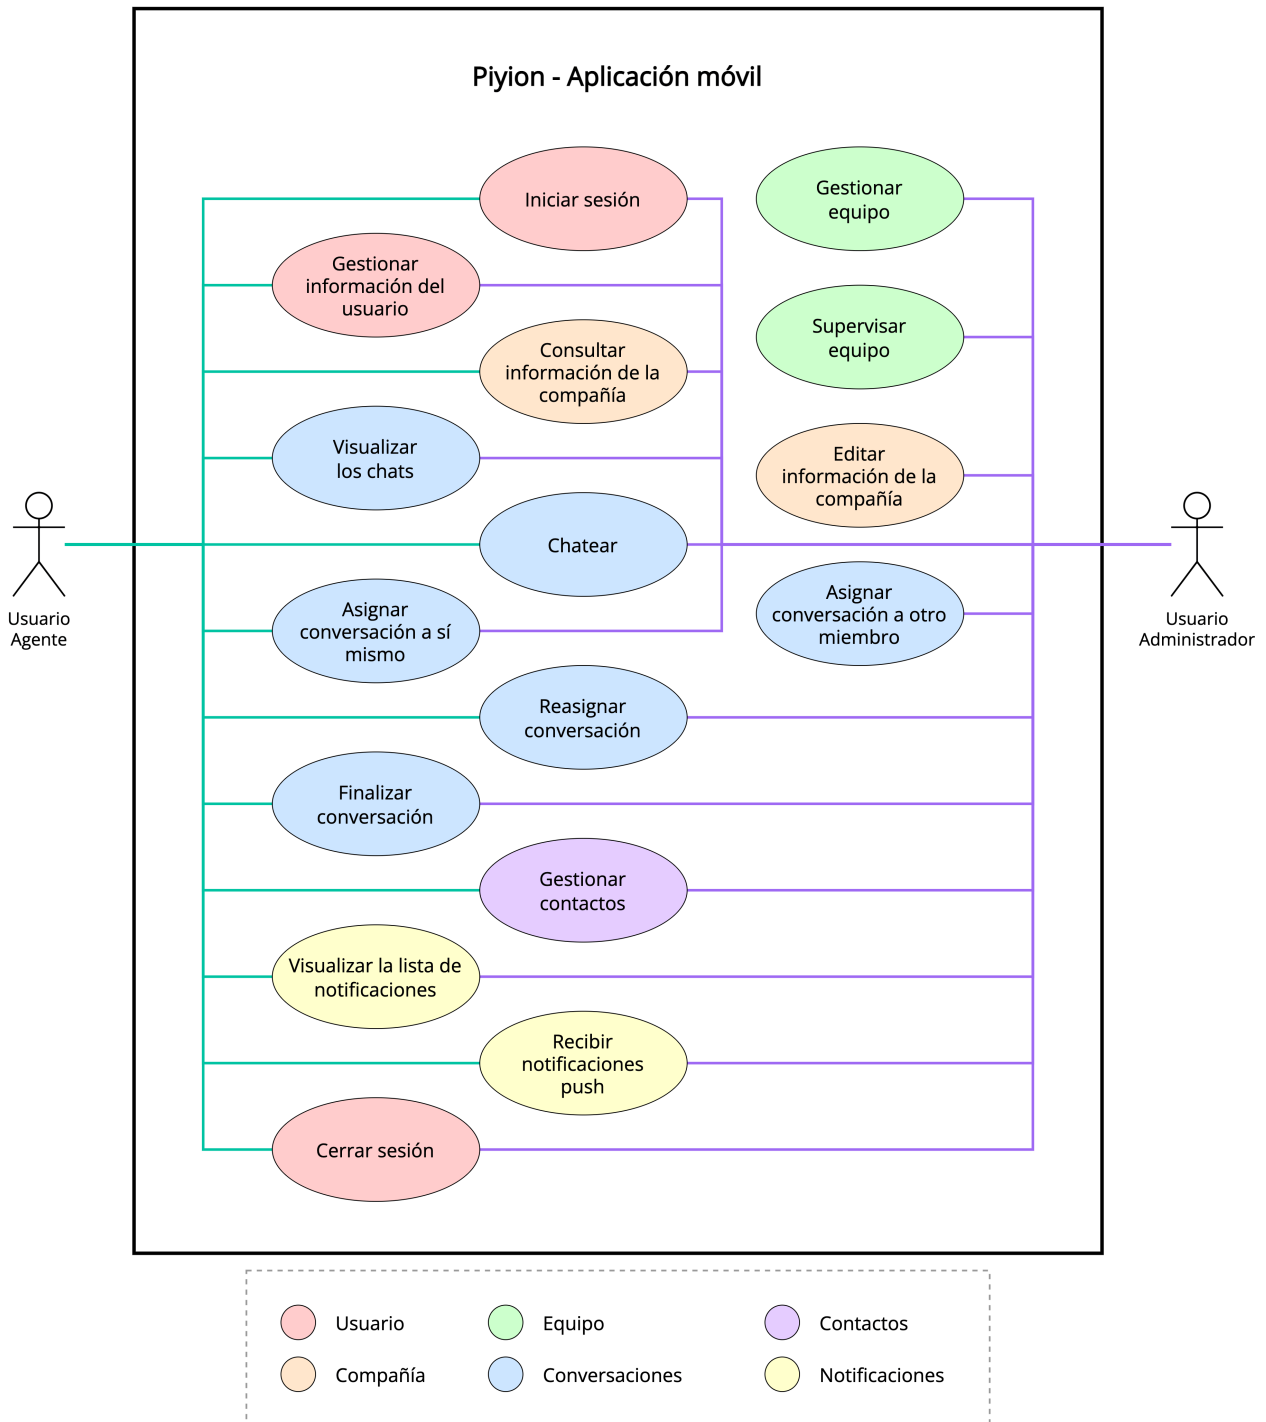 Piyion - Aplicación móvil
Iniciar sesión
Gestionar
equipo
Gestionar
información del
usuario
Supervisar
equipo
Consultar
información de la
compañía
Visualizar
los chats
Editar
información de la
compañía
Chatear
Usuario
Agente
Asignar
conversación a sí
mismo
Asignar
conversación a otro
miembro
Usuario
Administrador
Reasignar
conversación
Finalizar
conversación
Gestionar
contactos
Visualizar la lista de
notificaciones
Recibir
notificaciones
push
Cerrar sesión
Usuario
Equipo
Contactos
Compañía
Conversaciones
Notificaciones